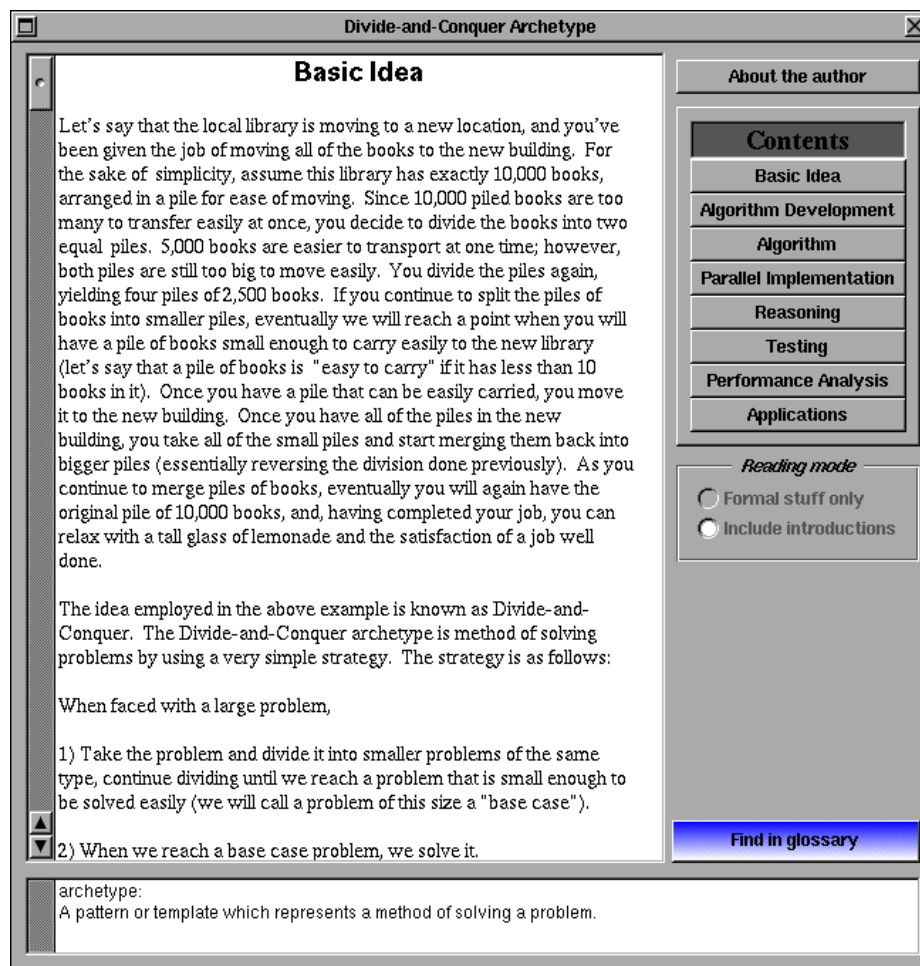 Divide-and-Conquer Archetype
Basic Idea
Let's say that the local library is moving to a new location, and you've
been given the job of moving all of the books to the new building. For
the sake of simplicity, assume this library has exactly 10,000 books,
arranged in a pile for ease of moving. Since 10,000 piled books are too
many to transfer easily at once, you decide to divide the books into two
equal piles. 5,000 books are easier to transport at one time; however,
both piles are still too big to move easily. You divide the piles again,
yielding four piles of 2,500 books. If you continue to split the piles of
books into smaller piles, eventually we will reach a point when you will
have a pile of books small enough to carry easily to the new library
(let's say that a pile of books is "easy to carry" if it has less than 10
books in it). Once you have a pile that can be easily carried, you move
it to the new building. Once you have all of the piles in the new
building, you take all of the small piles and start merging them back into
bigger piles (essentially reversing the division done previously). As you
continue to merge piles of books, eventually you will again have the
original pile of 10,000 books, and, having completed your job, you can
relax with a tall glass of lemonade and the satisfaction of a job well
done.
The idea employed in the above example is known as Divide-and-
Conquer. The Divide-and-Conquer archetype is method of solving
problems by using a very simple strategy. The strategy is as follows:
When faced with a large problem,
1) Take the problem and divide it into smaller problems of the same
type, continue dividing until we reach a problem that is small enough to
be solved easily (we will call a problem of this size a "base case").
2) When we reach a base case problem, we solve it.
About the author
Contents
Basic Idea
Algorithm Development
Algorithm
Parallel Implementation
Reasoning
Testing
Performance Analysis
Applications
Reading mode
Formal stuff only
Include introductions
Find in glossary
archetype:
A pattern or template which represents a method of solving a problem.